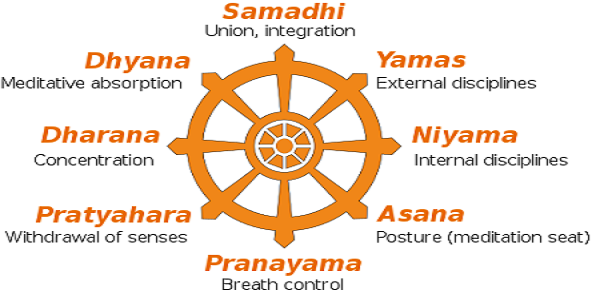 Samadhi
Union, integration
Yamas
External disciplines
Niyama
Internal disciplines
Asana
Posture (meditation seat)
Pranayama
Breath control
Pratyahara
Withdrawal of senses
Dharana
Concentration
Dhyana
Meditative absorption